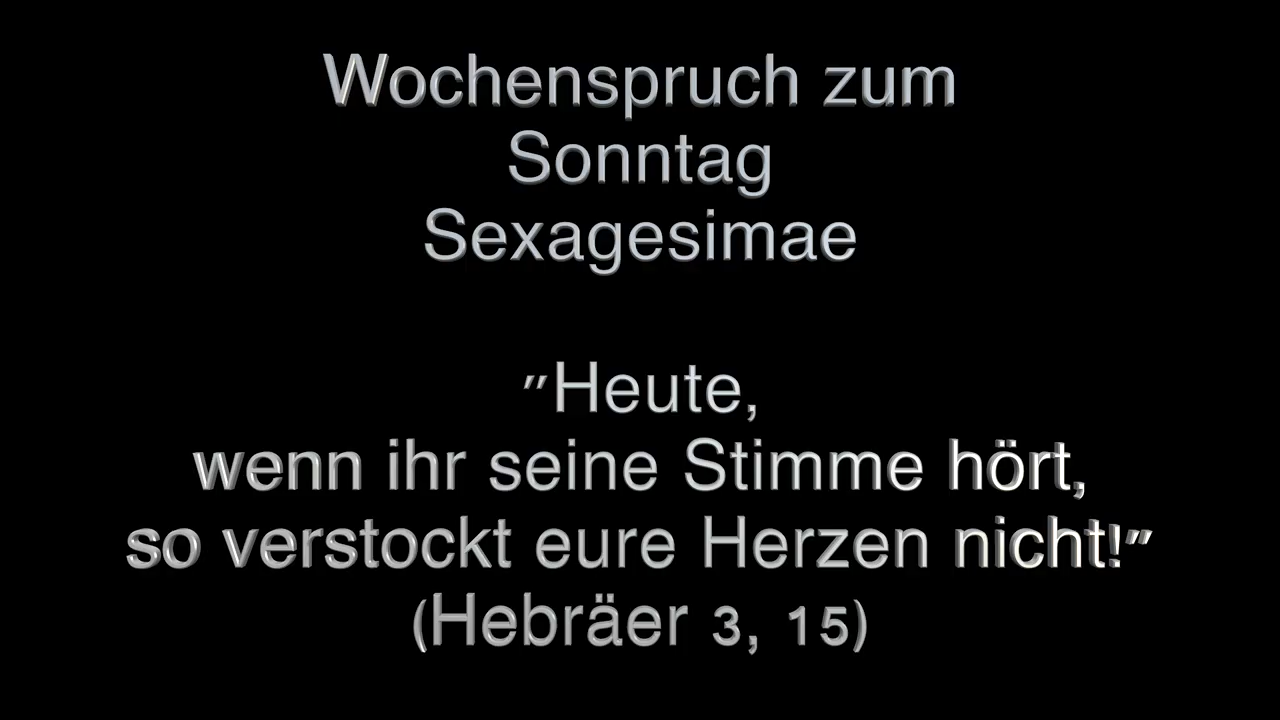 Wochenspruch zum
Sonntag
Sexagesimae
"Heute,
wenn ihr seine Stimme hört,
so verstockt eure Herzen nicht!"
(Hebräer 3, 15)